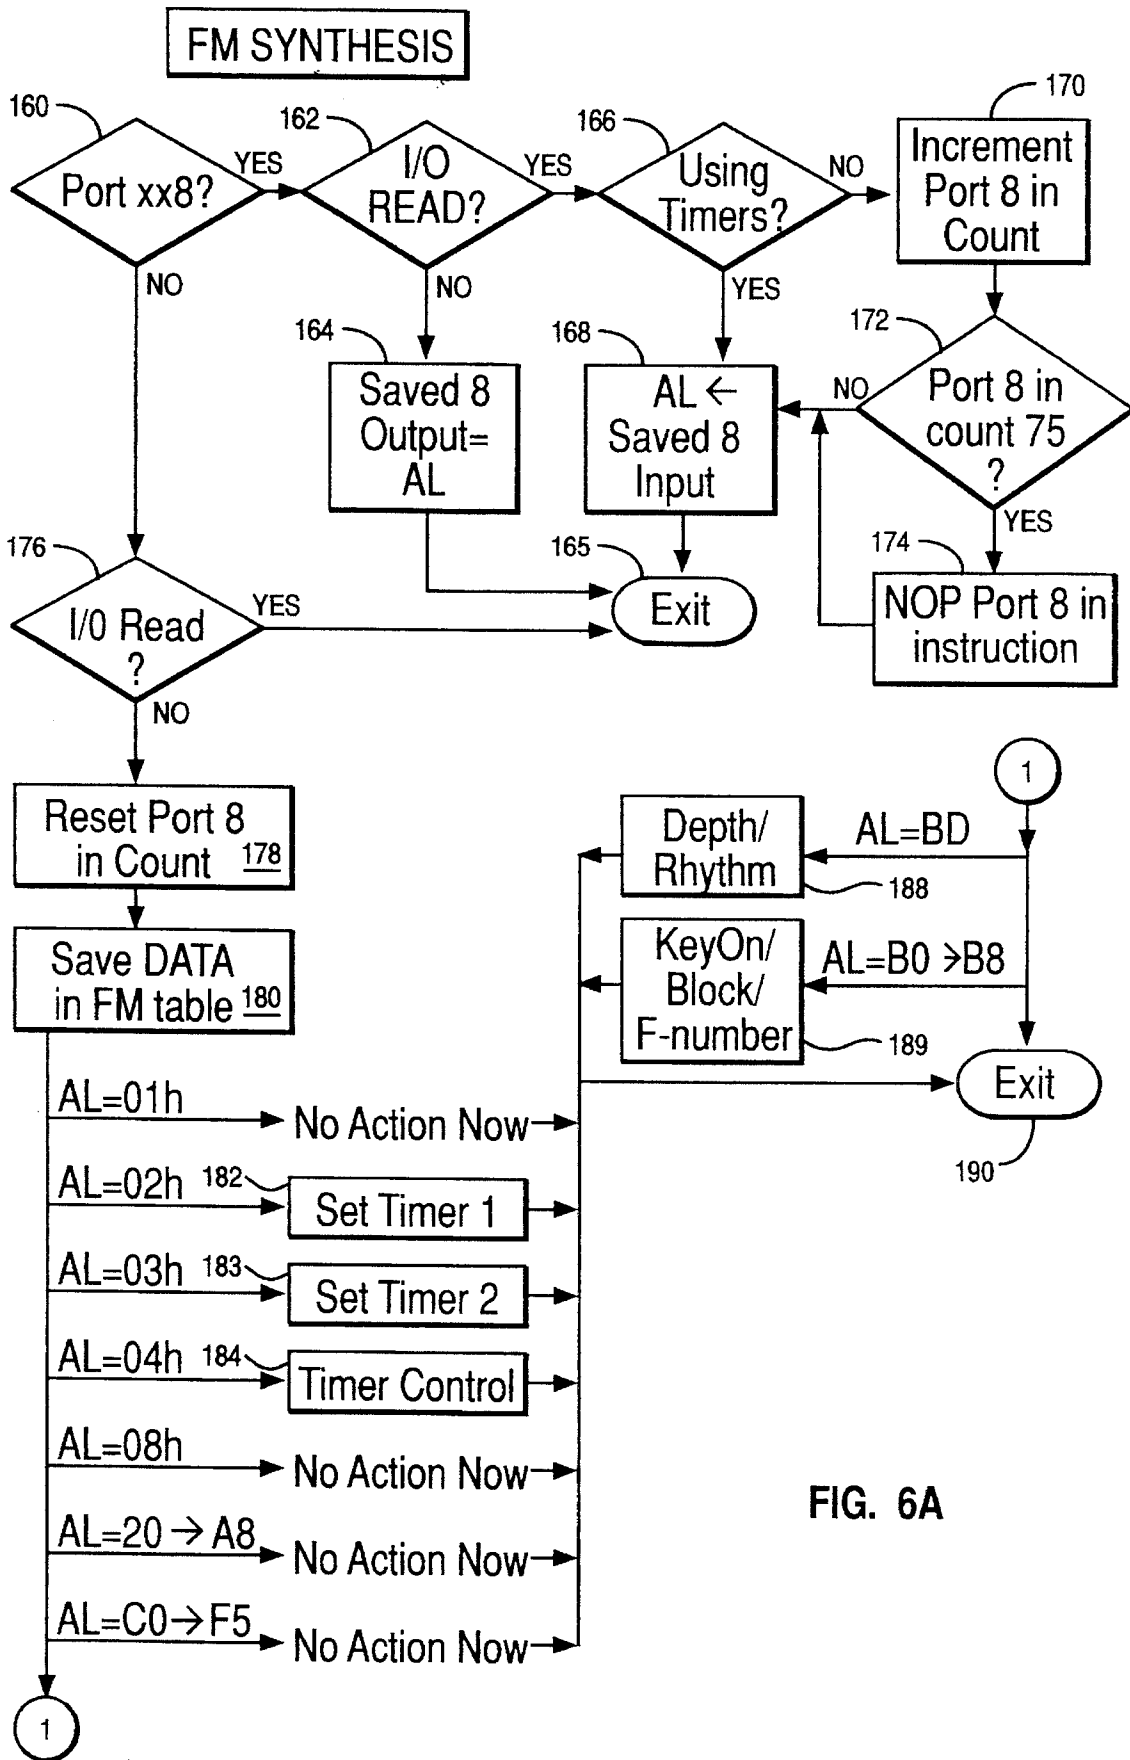 FM SYNTHESIS
160
Port xx8?
YES
NO
162
I/O
READ?
YES
NO
166
Using
Timers?
NO
YES
170
Increment
Port 8 in
Count
164
Saved 8
Output=
AL
168
AL ←
Saved 8
Input
172
NO
Port 8 in
count 75
?
YES
174
NOP Port 8 in
instruction
165
Exit
176
I/0 Read
?
YES
NO
Reset Port 8
in Count 178
Save DATA
in FM table 180
AL=01h
No Action Now
AL=02h
182
Set Timer 1
AL=03h
183
Set Timer 2
AL=04h
184
Timer Control
AL=08h
No Action Now
AL=20 → A8
No Action Now
AL=C0→F5
No Action Now
1
1
Depth/
Rhythm
AL=BD
188
KeyOn/
Block/
F-number
AL=B0 →B8
189
Exit
190
FIG. 6A